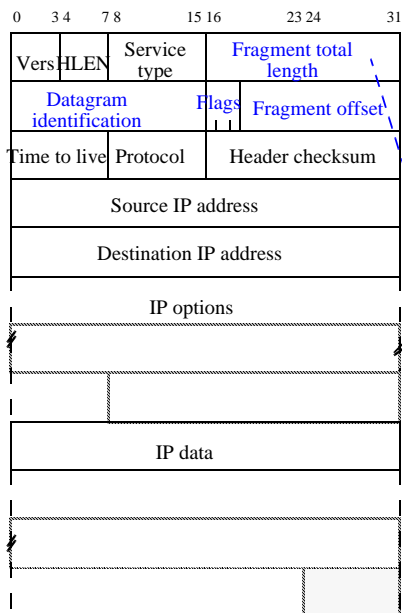 0 3 4 7 8 15 16 23 24 31
Vers HLEN Service type Fragment total length
Datagram identification Flags Fragment offset
Time to live Protocol Header checksum
Source IP address
Destination IP address
IP options
IP data